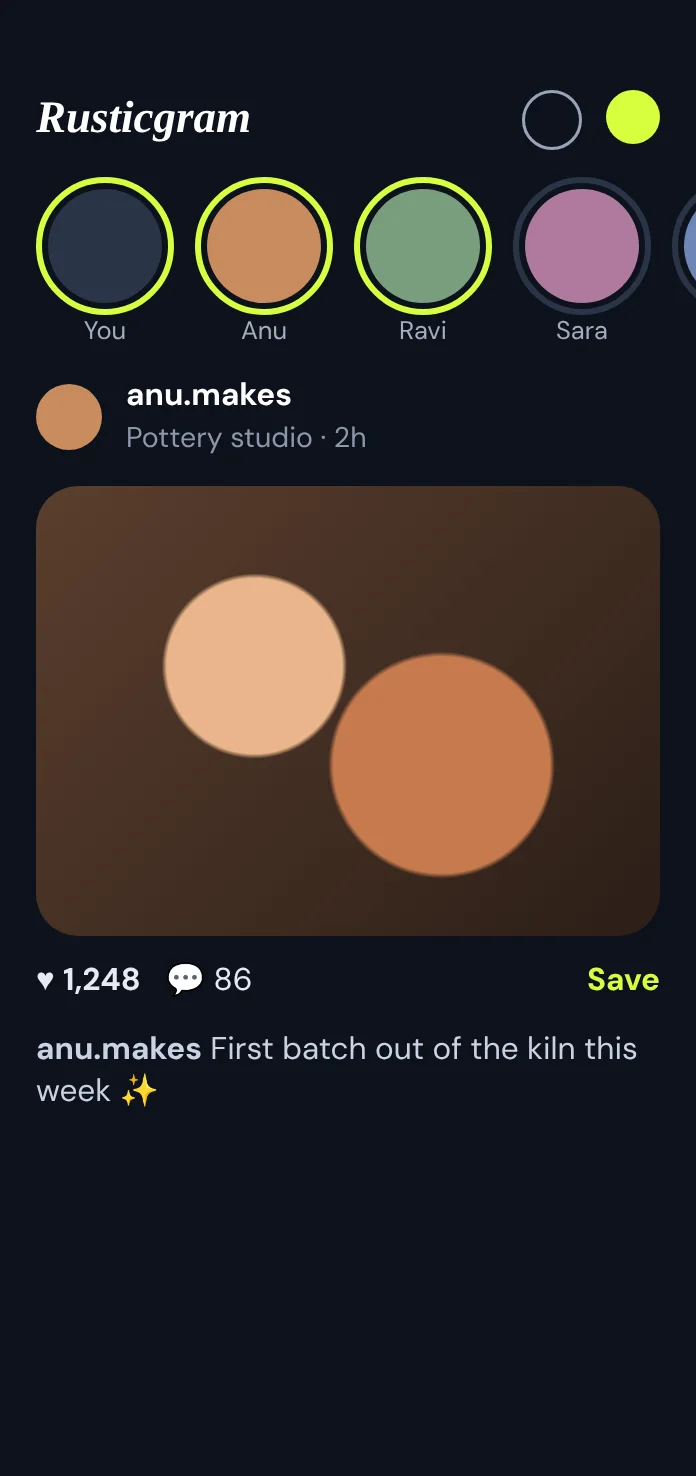 Rusticgram
You
Anu
Ravi
Sara
anu.makes
Pottery studio · 2h
♥ 1,248 💬 86
Save
anu.makes First batch out of the kiln this
week ✨